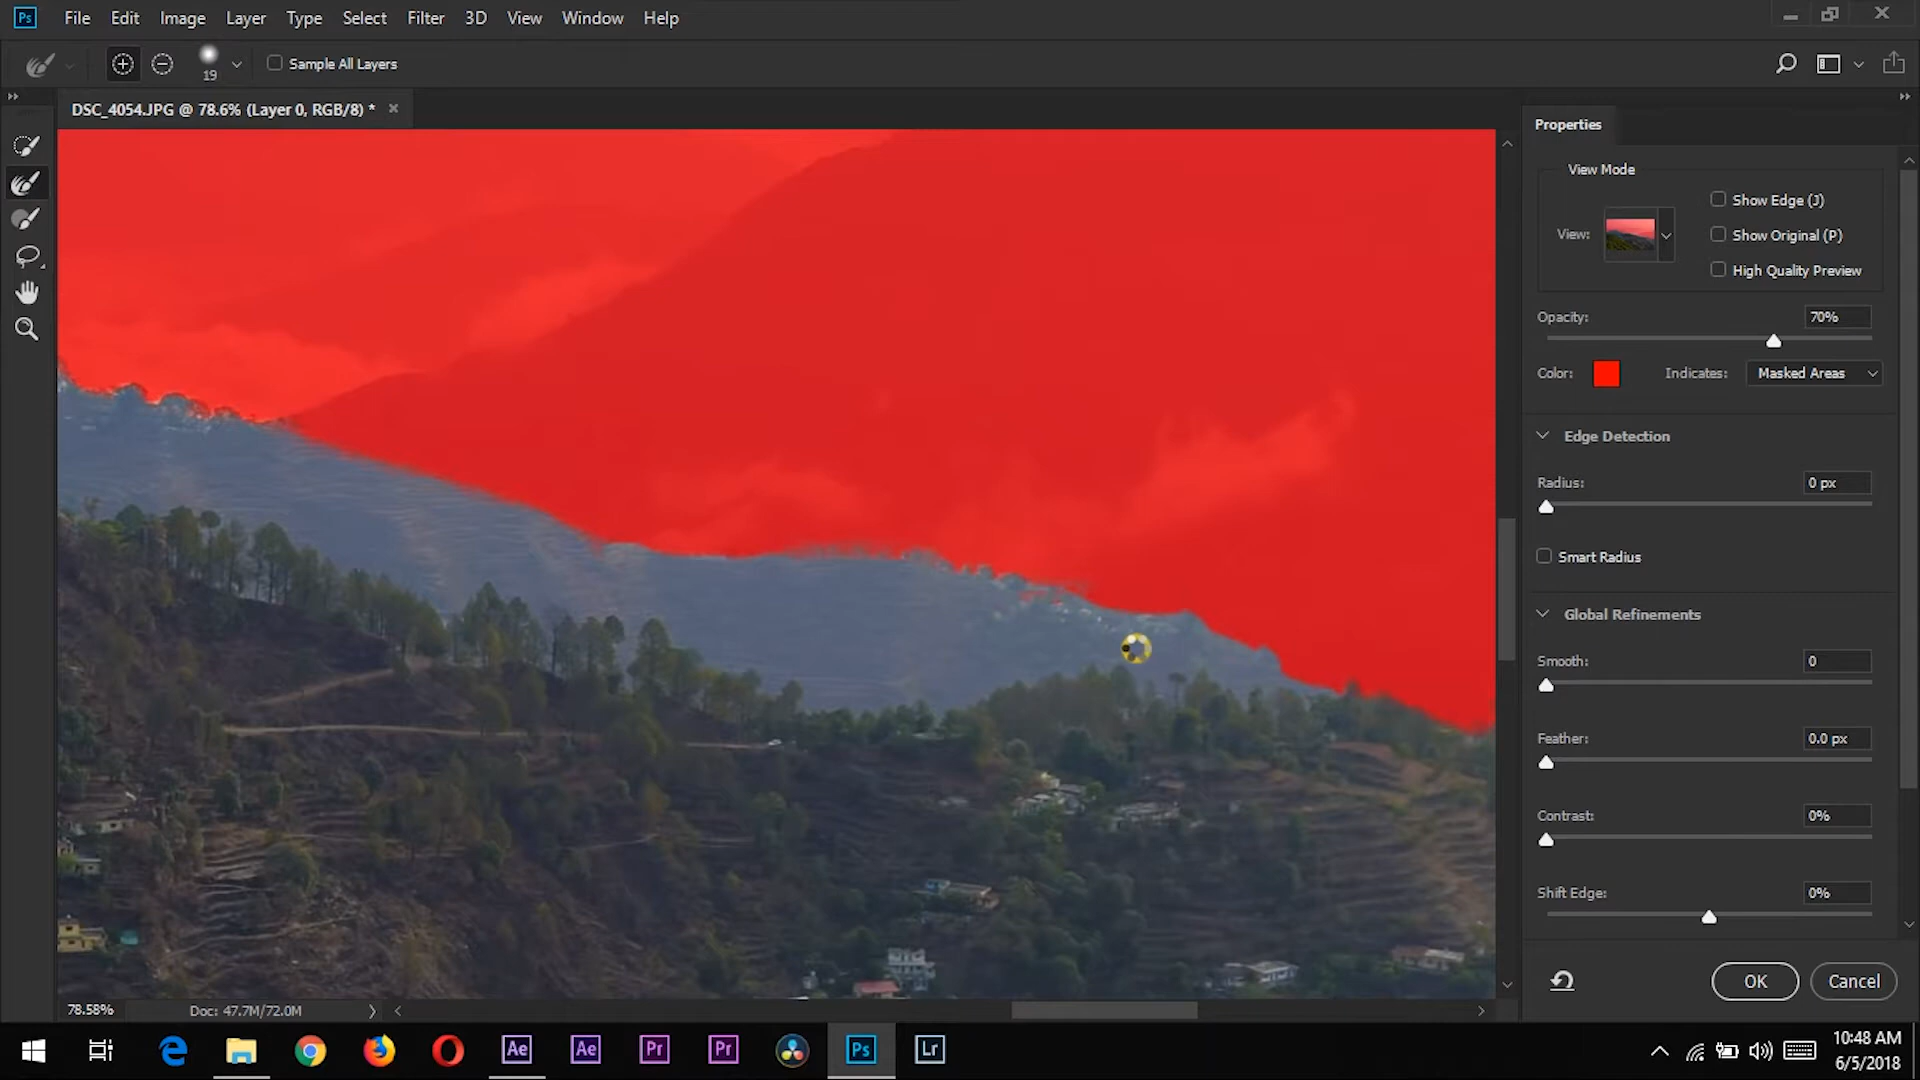 Ps File Edit Image Layer Type Select Filter 3D View Window Help
19 Sample All Layers
DSC_4054.JPG @ 78.6% (Layer 0, RGB/8) *
Properties
View Mode
Show Edge (J)
View:
Show Original (P)
High Quality Preview
Opacity: 70%
Color: Indicates: Masked Areas
Edge Detection
Radius: 0 px
Smart Radius
Global Refinements
Smooth: 0
Feather: 0.0 px
Contrast: 0%
Shift Edge: 0%
OK Cancel
78.58% Doc: 47.7M/72.0M
Ae Ae Pr Pr Ps Lr
10:48 AM
6/5/2018